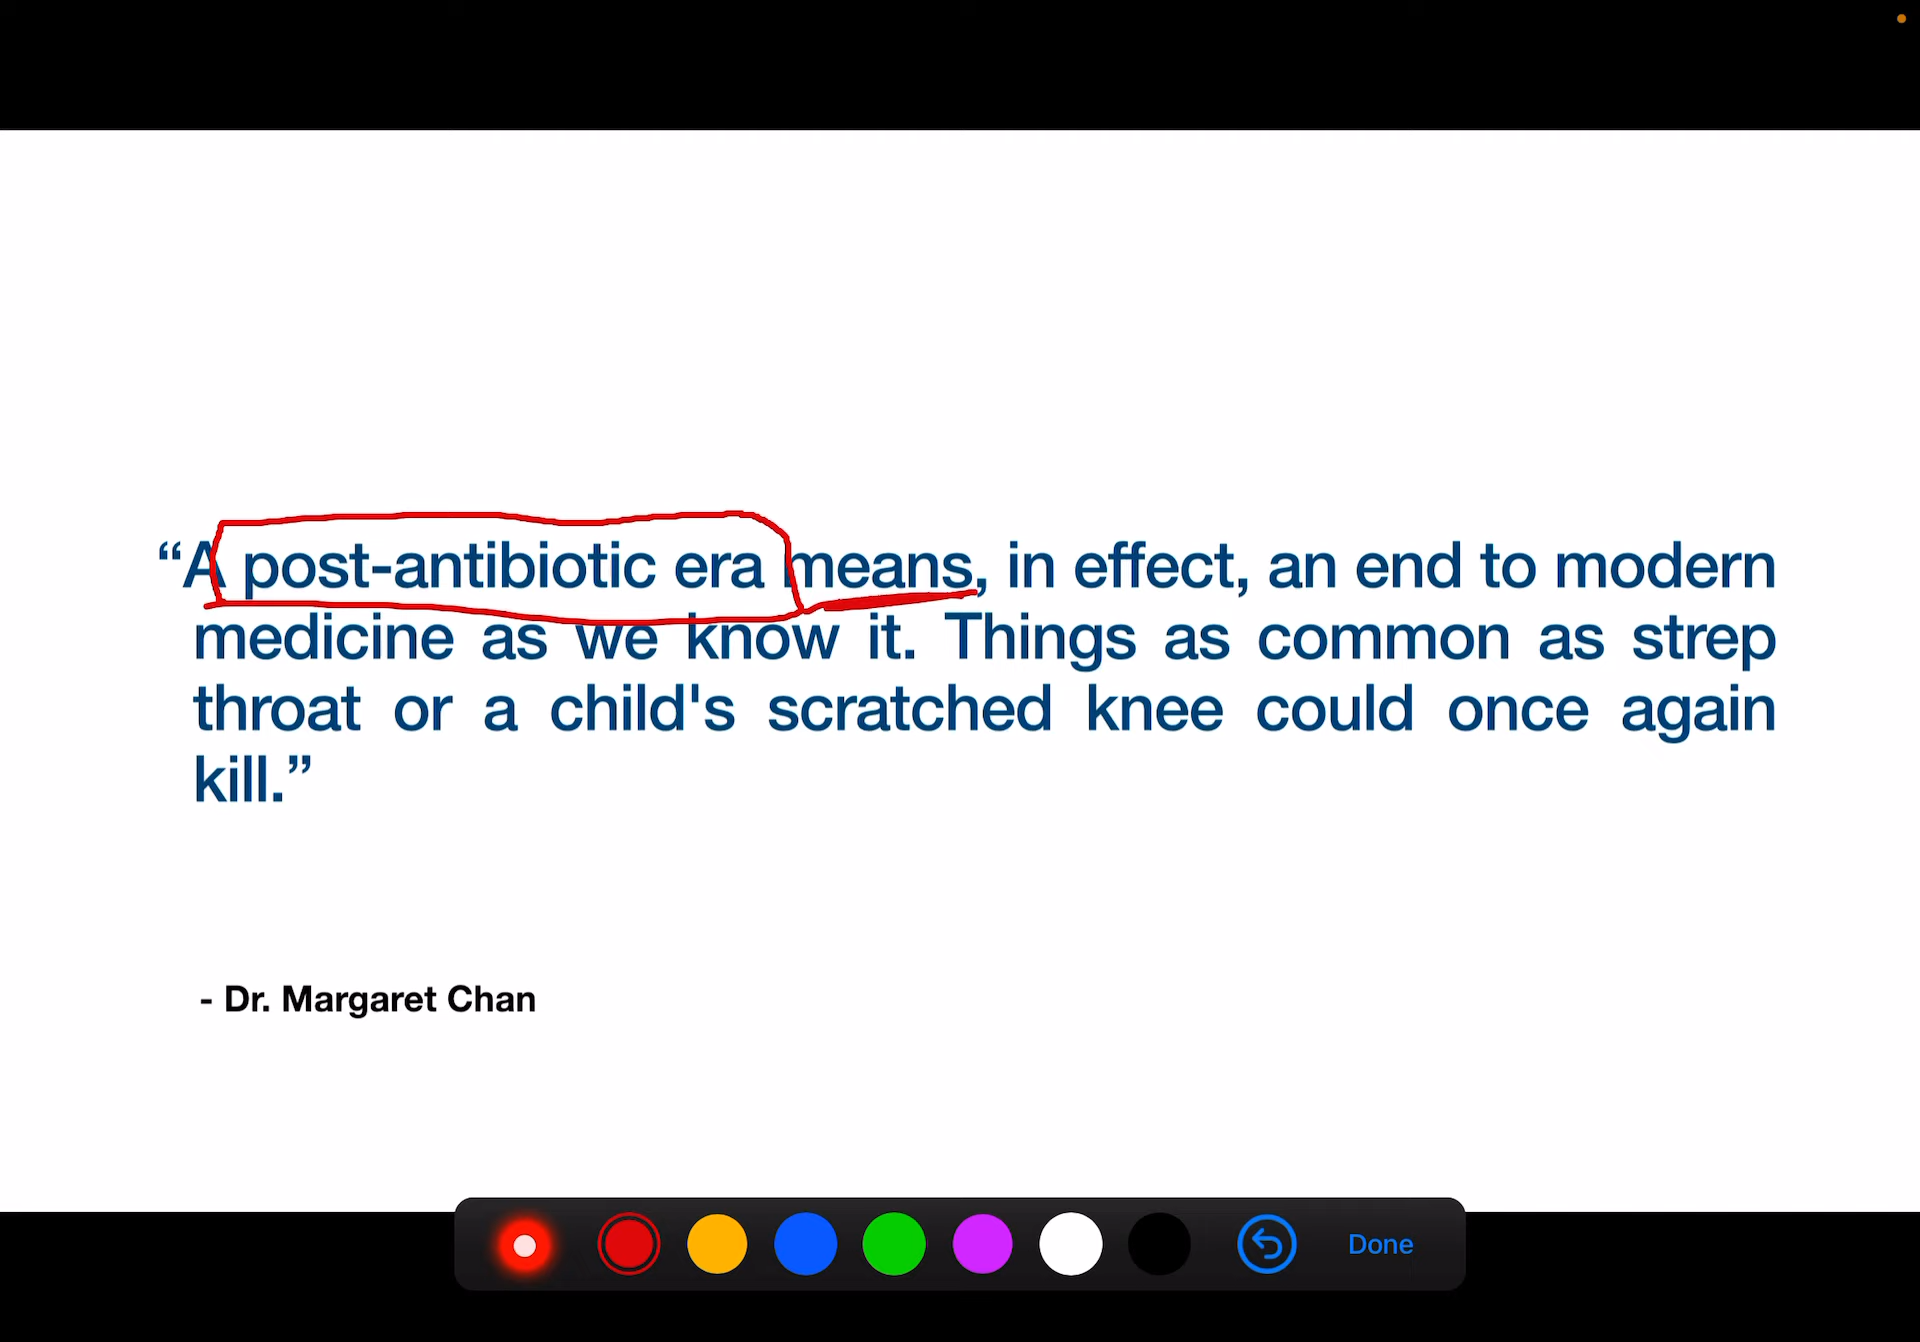 “A post-antibiotic era means, in effect, an end to modern
medicine as we know it. Things as common as strep
throat or a child's scratched knee could once again
kill.”
- Dr. Margaret Chan
Done